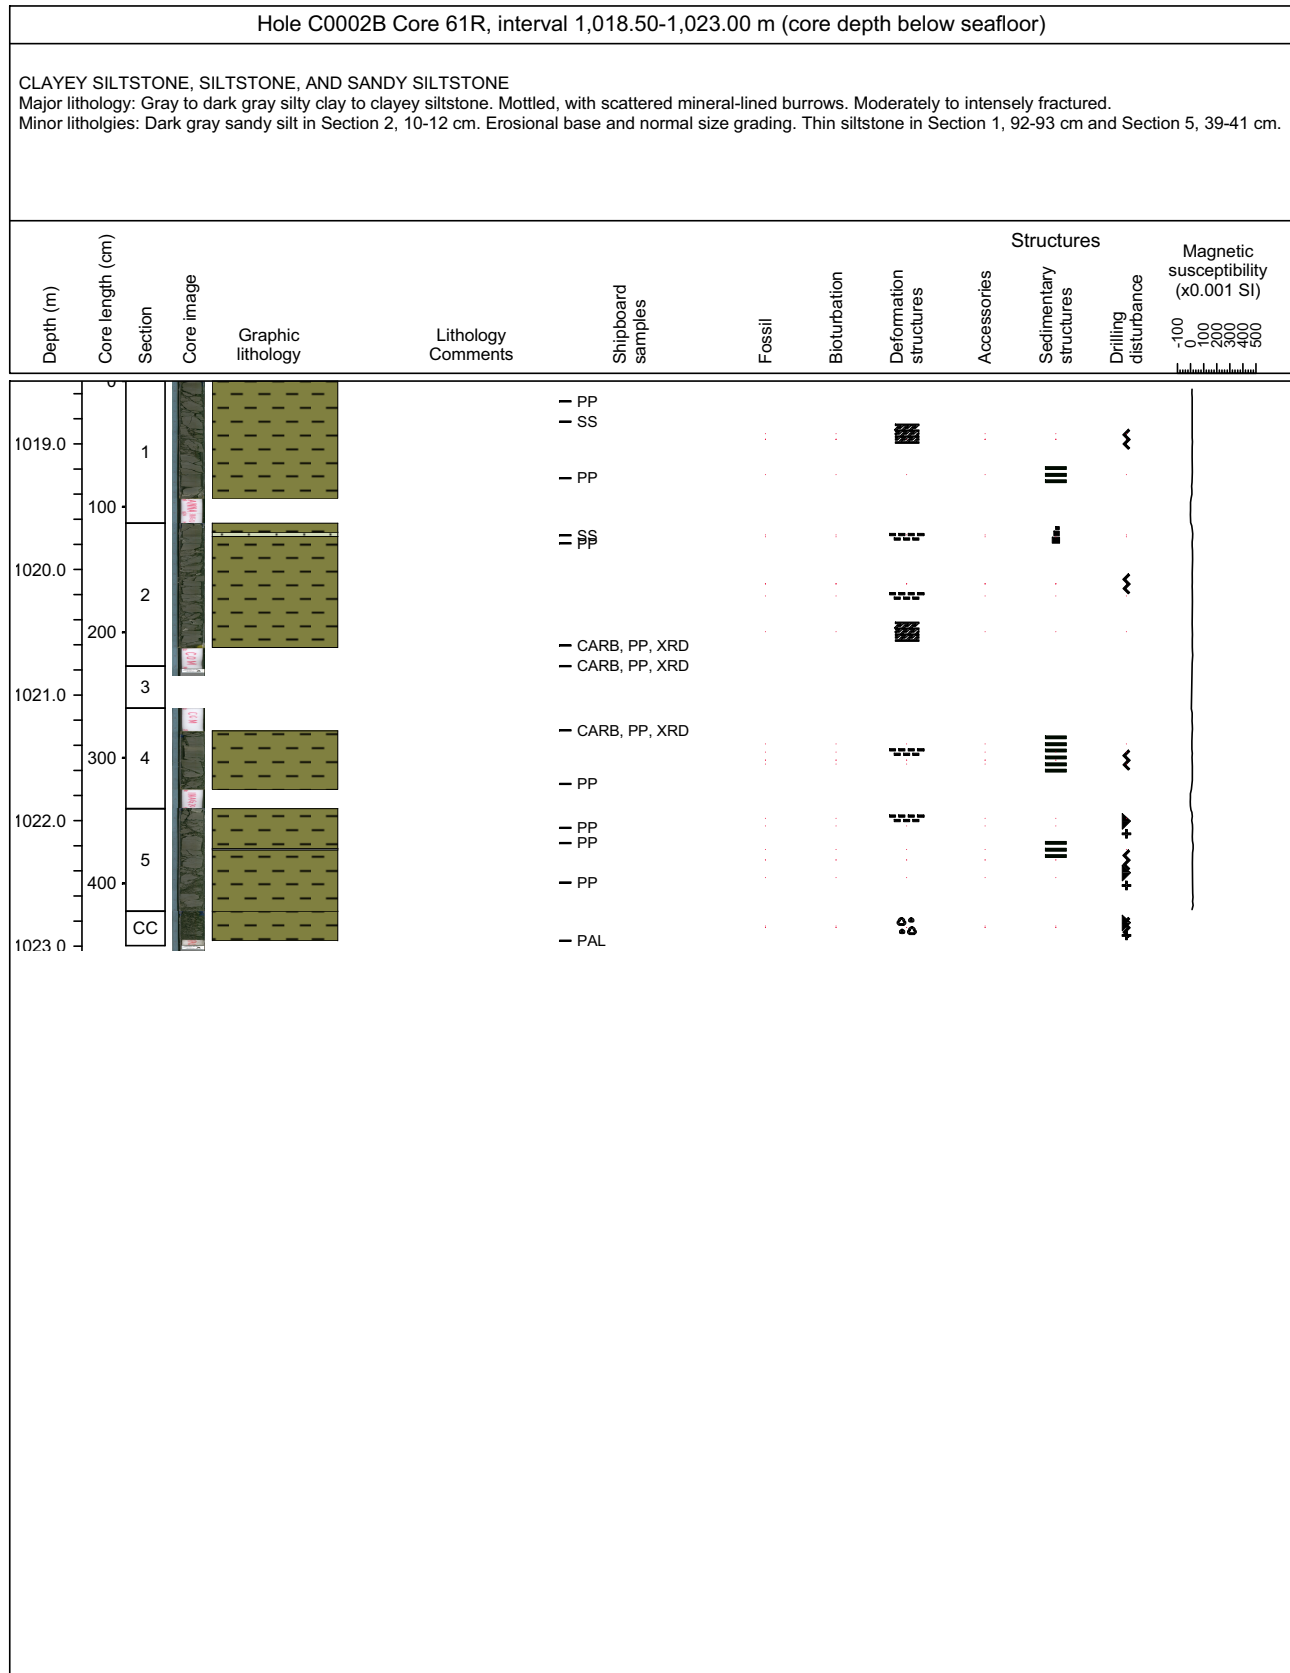 Hole C0002B Core 61R, interval 1,018.50-1,023.00 m (core depth below seafloor)
CLAYEY SILTSTONE, SILTSTONE, AND SANDY SILTSTONE
Major lithology: Gray to dark gray silty clay to clayey siltstone. Mottled, with scattered mineral-lined burrows. Moderately to intensely fractured.
Minor litholgies: Dark gray sandy silt in Section 2, 10-12 cm. Erosional base and normal size grading. Thin siltstone in Section 1, 92-93 cm and Section 5, 39-41 cm.
Structures
Depth (m)
Core length (cm)
Section
Core image
Graphic
lithology
Lithology
Comments
Shipboard
samples
Fossil
Bioturbation
Deformation
structures
Accessories
Sedimentary
structures
Drilling
disturbance
Magnetic
susceptibility
(x0.001 SI)
-100
0
100
200
300
400
500
0
PP
SS
1019.0
1
PP
100
SS
PP
1020.0
2
200
CARB, PP, XRD
CARB, PP, XRD
3
1021.0
CARB, PP, XRD
300
4
PP
1022.0
PP
PP
5
400
PP
CC
PAL
1023.0